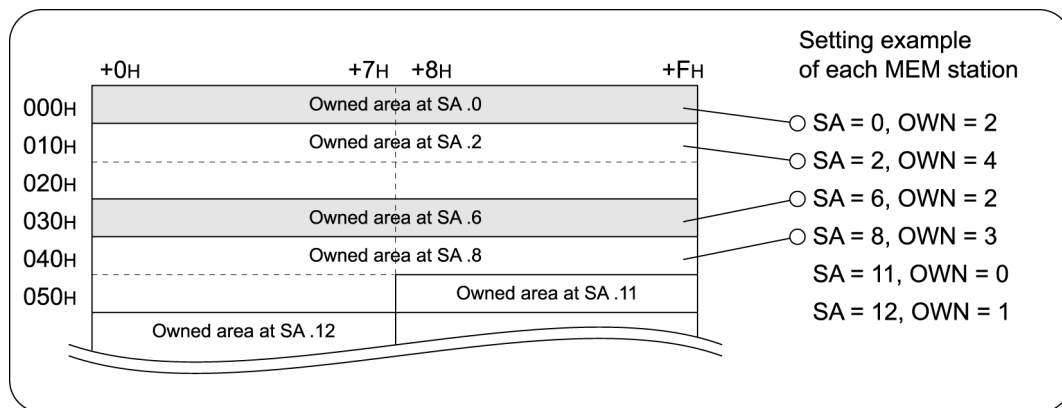 Setting example
of each MEM station
+0H +7H +8H +FH
000H Owned area at SA .0
SA = 0, OWN = 2
010H Owned area at SA .2
SA = 2, OWN = 4
020H
030H Owned area at SA .6
SA = 6, OWN = 2
040H Owned area at SA .8
SA = 8, OWN = 3
SA = 11, OWN = 0
050H Owned area at SA .11
SA = 12, OWN = 1
Owned area at SA .12